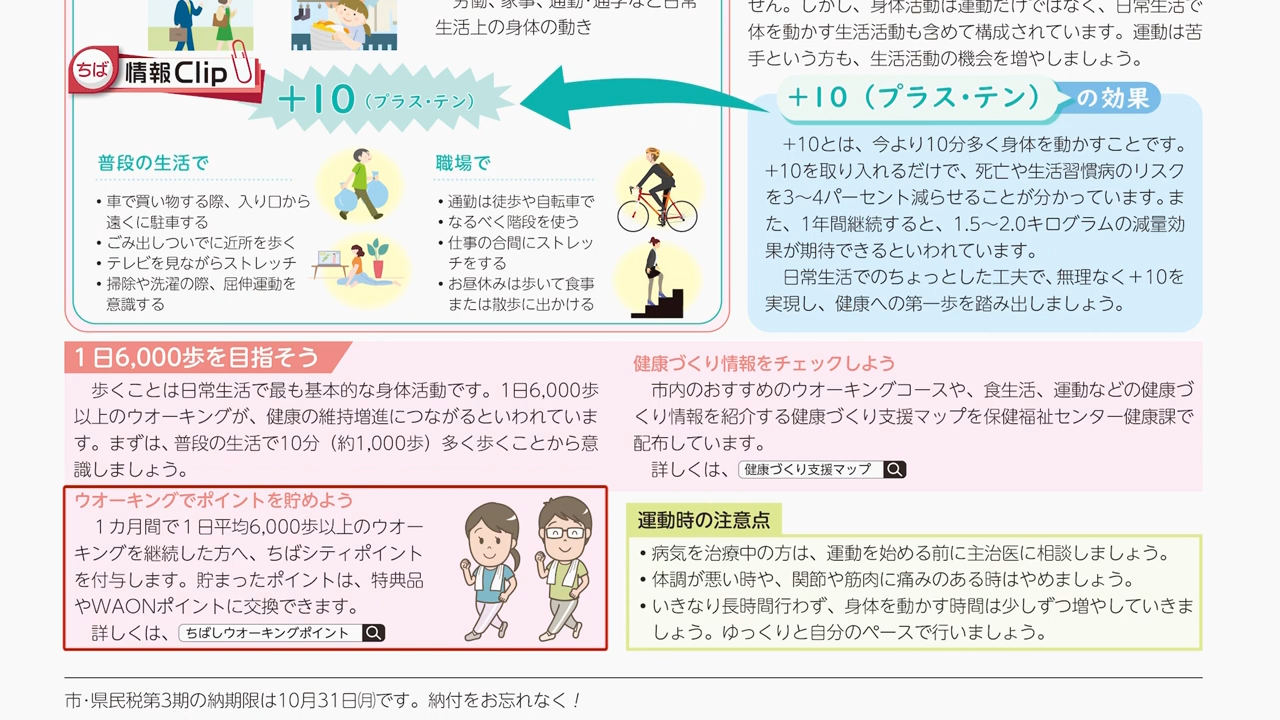 労働、家事、通勤・通学など日常
生活上の身体の動き
せん。しかし、身体活動は運動だけではなく、日常生活で
体を動かす生活活動も含めて構成されています。運動は苦
手という方も、生活活動の機会を増やしましょう。
ちば 情報Clip
+10(プラス・テン)
普段の生活で
• 車で買い物する際、入り口から
遠くに駐車する
• ごみ出しついでに近所を歩く
• テレビを見ながらストレッチ
• 掃除や洗濯の際、屈伸運動を
意識する
職場で
• 通勤は徒歩や自転車で
• なるべく階段を使う
• 仕事の合間にストレッ
チをする
• お昼休みは歩いて食事
または散歩に出かける
+10(プラス・テン)の効果
+10とは、今より10分多く身体を動かすことです。
+10を取り入れるだけで、死亡や生活習慣病のリスク
を3〜4パーセント減らせることが分かっています。ま
た、1年間継続すると、1.5〜2.0キログラムの減量効
果が期待できるといわれています。
日常生活でのちょっとした工夫で、無理なく+10を
実現し、健康への第一歩を踏み出しましょう。
1日6,000歩を目指そう
歩くことは日常生活で最も基本的な身体活動です。1日6,000歩
以上のウオーキングが、健康の維持増進につながるといわれていま
す。まずは、普段の生活で10分(約1,000歩)多く歩くことから意
識しましょう。
ウオーキングでポイントを貯めよう
1カ月間で1日平均6,000歩以上のウオー
キングを継続した方へ、ちばシティポイント
を付与します。貯まったポイントは、特典品
やWAONポイントに交換できます。
詳しくは、ちばしウオーキングポイント
健康づくり情報をチェックしよう
市内のおすすめのウオーキングコースや、食生活、運動などの健康づ
くり情報を紹介する健康づくり支援マップを保健福祉センター健康課で
配布しています。
詳しくは、健康づくり支援マップ
運動時の注意点
• 病気を治療中の方は、運動を始める前に主治医に相談しましょう。
• 体調が悪い時や、関節や筋肉に痛みのある時はやめましょう。
• いきなり長時間行わず、身体を動かす時間は少しずつ増やしていきま
しょう。ゆっくりと自分のペースで行いましょう。
市・県民税第3期の納期限は10月31日㈪です。納付をお忘れなく!